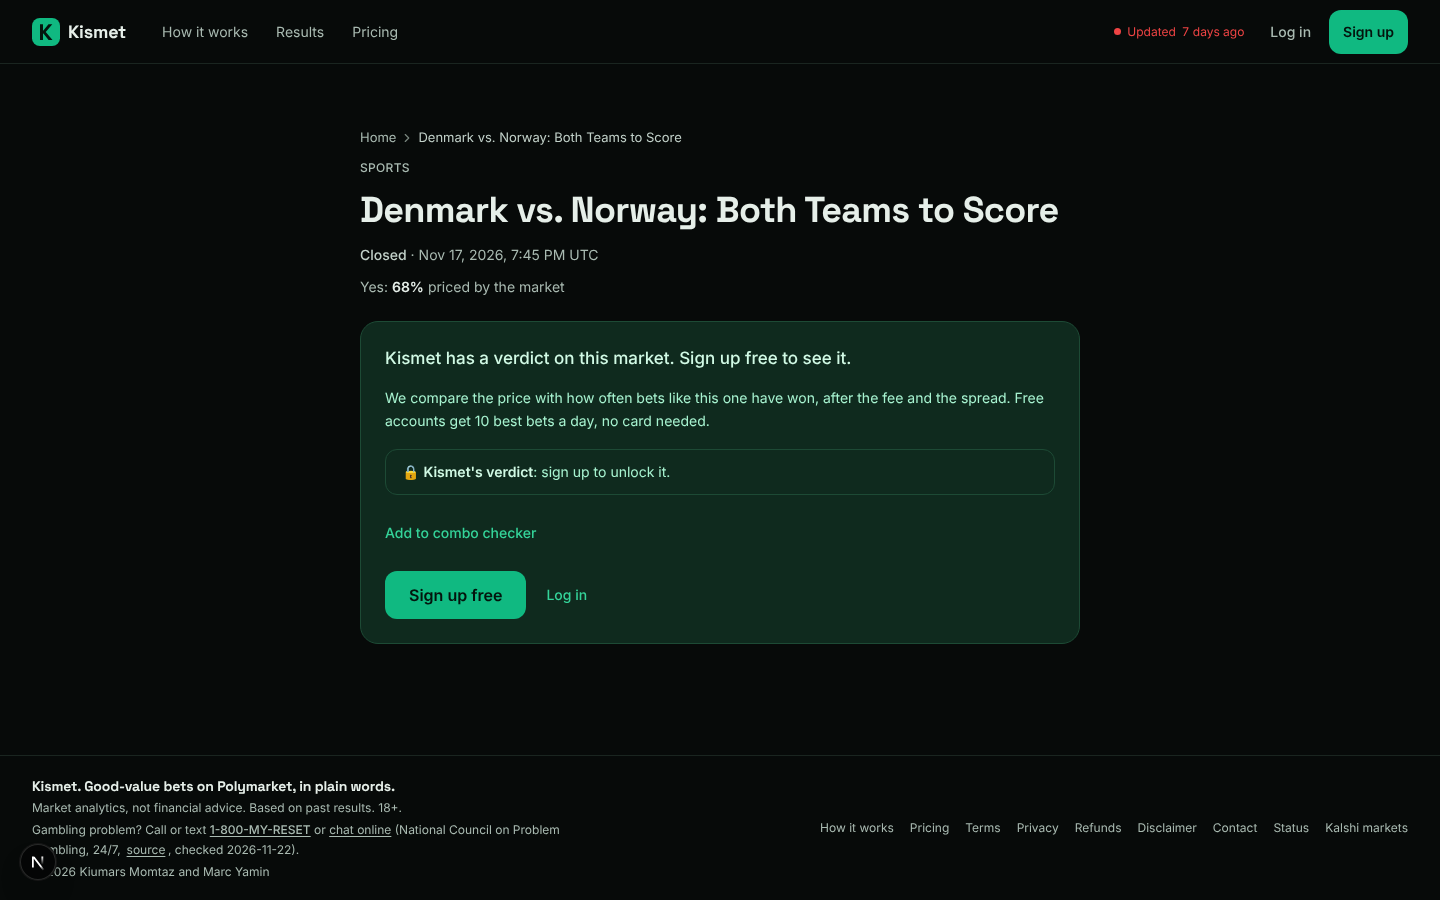 K Kismet How it works Results Pricing Updated 7 days ago Log in Sign up
Home > Denmark vs. Norway: Both Teams to Score
SPORTS
Denmark vs. Norway: Both Teams to Score
Closed · Nov 17, 2026, 7:45 PM UTC
Yes: 68% priced by the market
Kismet has a verdict on this market. Sign up free to see it.
We compare the price with how often bets like this one have won, after the fee and the spread. Free
accounts get 10 best bets a day, no card needed.
🔒 Kismet's verdict: sign up to unlock it.
Add to combo checker
Sign up free Log in
Kismet. Good-value bets on Polymarket, in plain words.
Market analytics, not financial advice. Based on past results. 18+.
Gambling problem? Call or text 1-800-MY-RESET or chat online (National Council on Problem
mbling, 24/7, source , checked 2026-11-22).
026 Kiumars Momtaz and Marc Yamin
How it works Pricing Terms Privacy Refunds Disclaimer Contact Status Kalshi markets
N